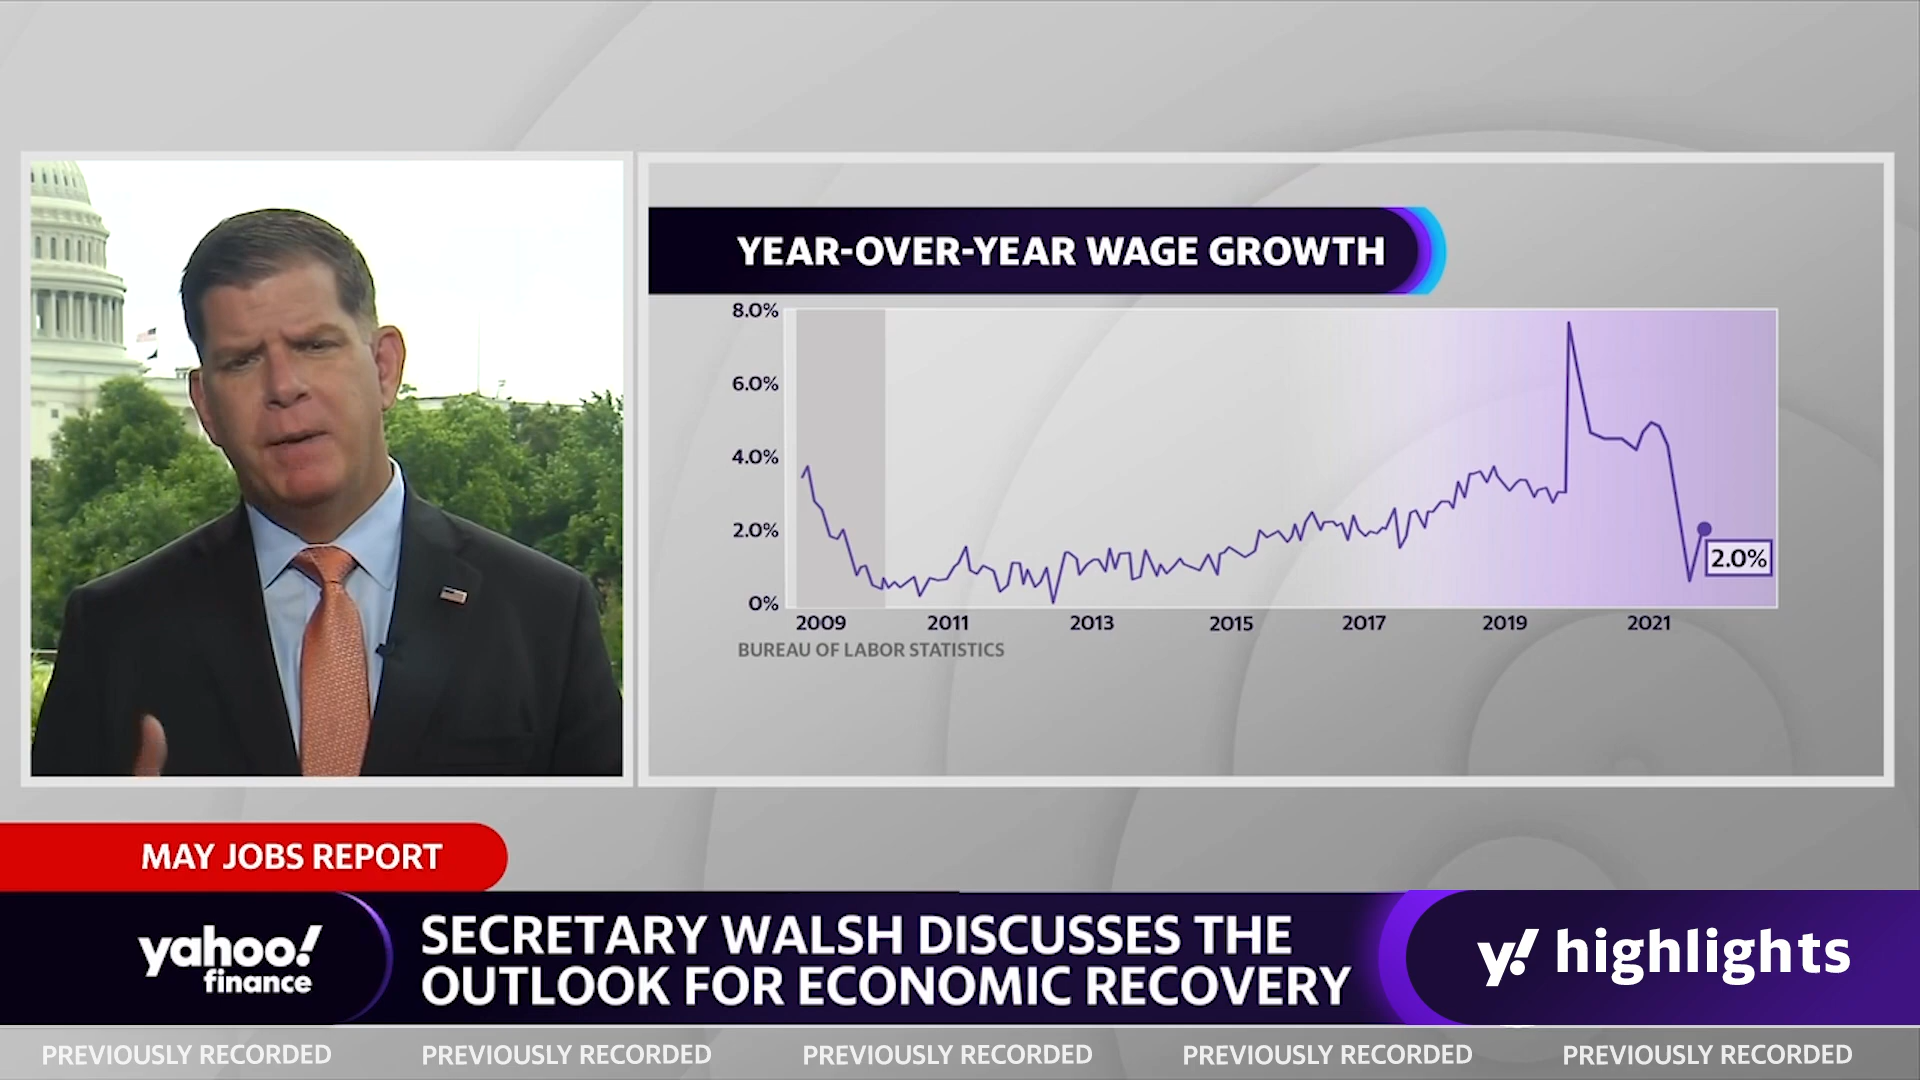 YEAR-OVER-YEAR WAGE GROWTH
8.0%
6.0%
4.0%
2.0%
0%
2.0%
2009 2011 2013 2015 2017 2019 2021
BUREAU OF LABOR STATISTICS
MAY JOBS REPORT
yahoo!
finance
SECRETARY WALSH DISCUSSES THE
OUTLOOK FOR ECONOMIC RECOVERY
y! highlights
PREVIOUSLY RECORDED PREVIOUSLY RECORDED PREVIOUSLY RECORDED PREVIOUSLY RECORDED PREVIOUSLY RECORDED